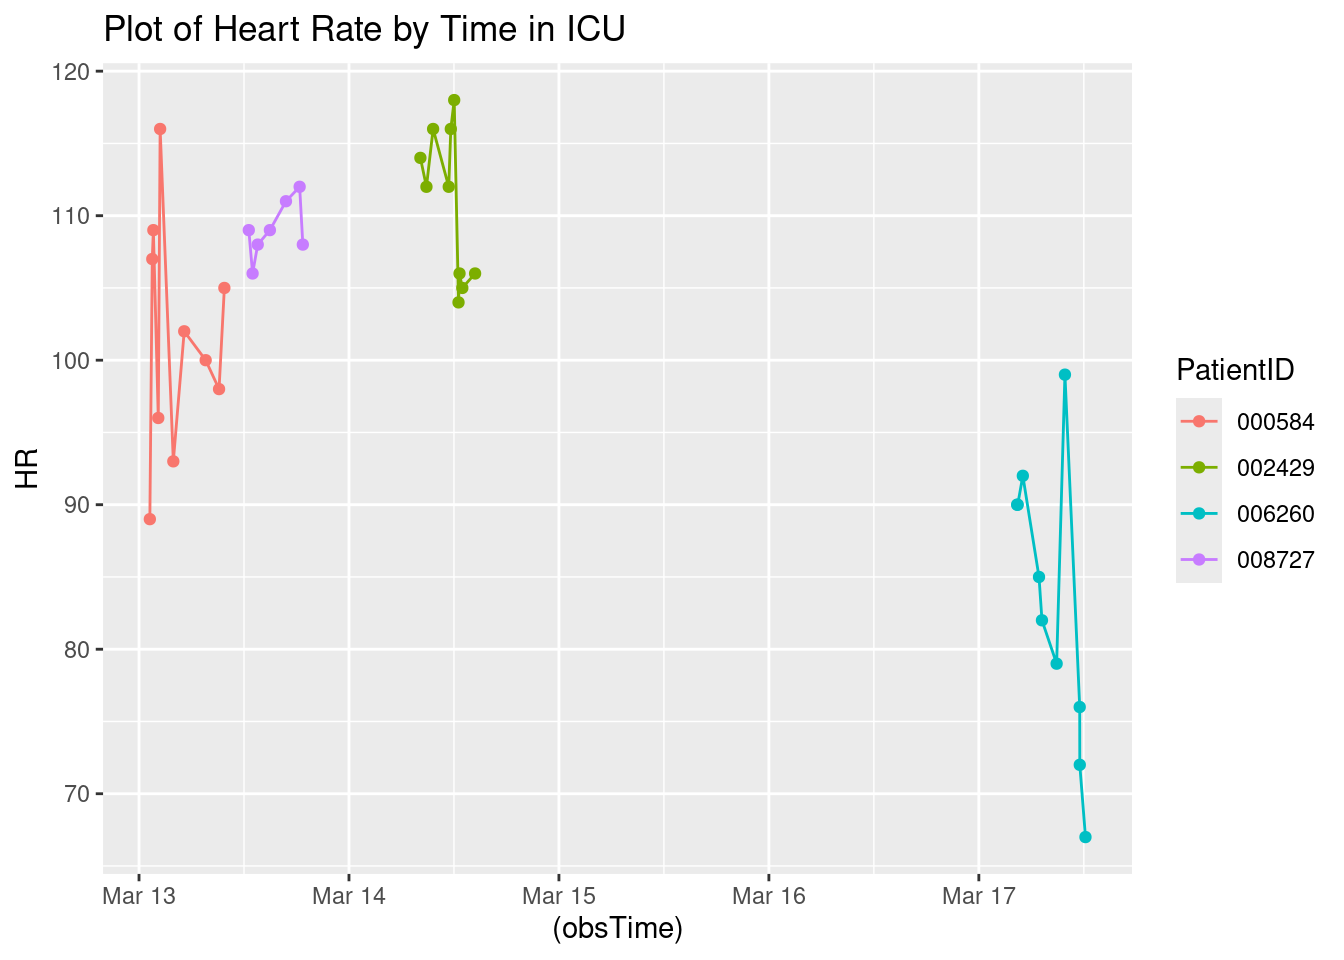 Plot of Heart Rate by Time in ICU
120
110
100
90
80
70
HR
Mar 13 Mar 14 Mar 15 Mar 16 Mar 17
(obsTime)
PatientID
000584
002429
006260
008727